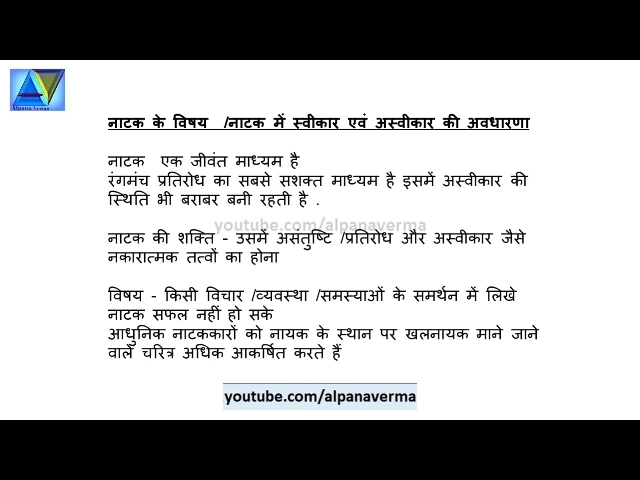 Alpana Verma
नाटक के विषय /नाटक में स्वीकार एवं अस्वीकार की अवधारणा
नाटक एक जीवंत माध्यम है
रंगमंच प्रतिरोध का सबसे सशक्त माध्यम है इसमें अस्वीकार की
स्थिति भी बराबर बनी रहती है .
youtube.com/alpanaverma
नाटक की शक्ति - उसमें असंतुष्टि /प्रतिरोध और अस्वीकार जैसे
नकारात्मक तत्वों का होना
विषय - किसी विचार /व्यवस्था /समस्याओं के समर्थन में लिखे
नाटक सफल नहीं हो सके
आधुनिक नाटककारों को नायक के स्थान पर खलनायक माने जाने
वाले चरित्र अधिक आकर्षित करते हैं
youtube.com/alpanaverma